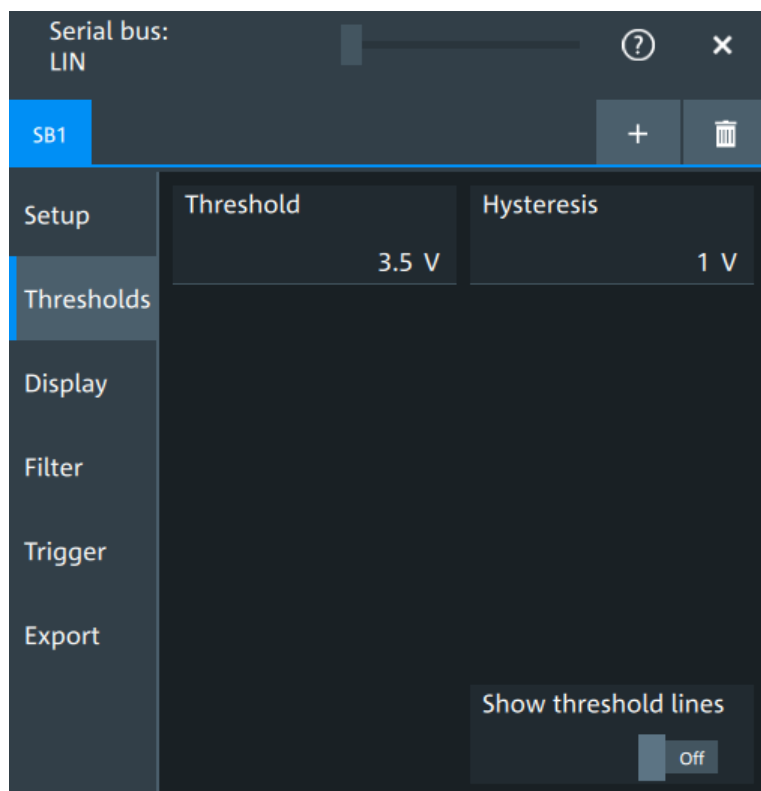 Serial bus:
LIN
?
SB1
+
Setup
Thresholds
Display
Filter
Trigger
Export
Threshold
3.5 V
Hysteresis
1 V
Show threshold lines
Off